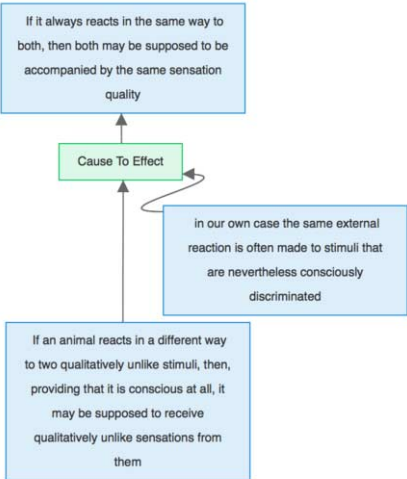 If it always reacts in the same way to
both, then both may be supposed to be
accompanied by the same sensation
quality
Cause To Effect
in our own case the same external
reaction is often made to stimuli that
are nevertheless consciously
discriminated
If an animal reacts in a different way
to two qualitatively unlike stimuli, then,
providing that it is conscious at all, it
may be supposed to receive
qualitatively unlike sensations from
them